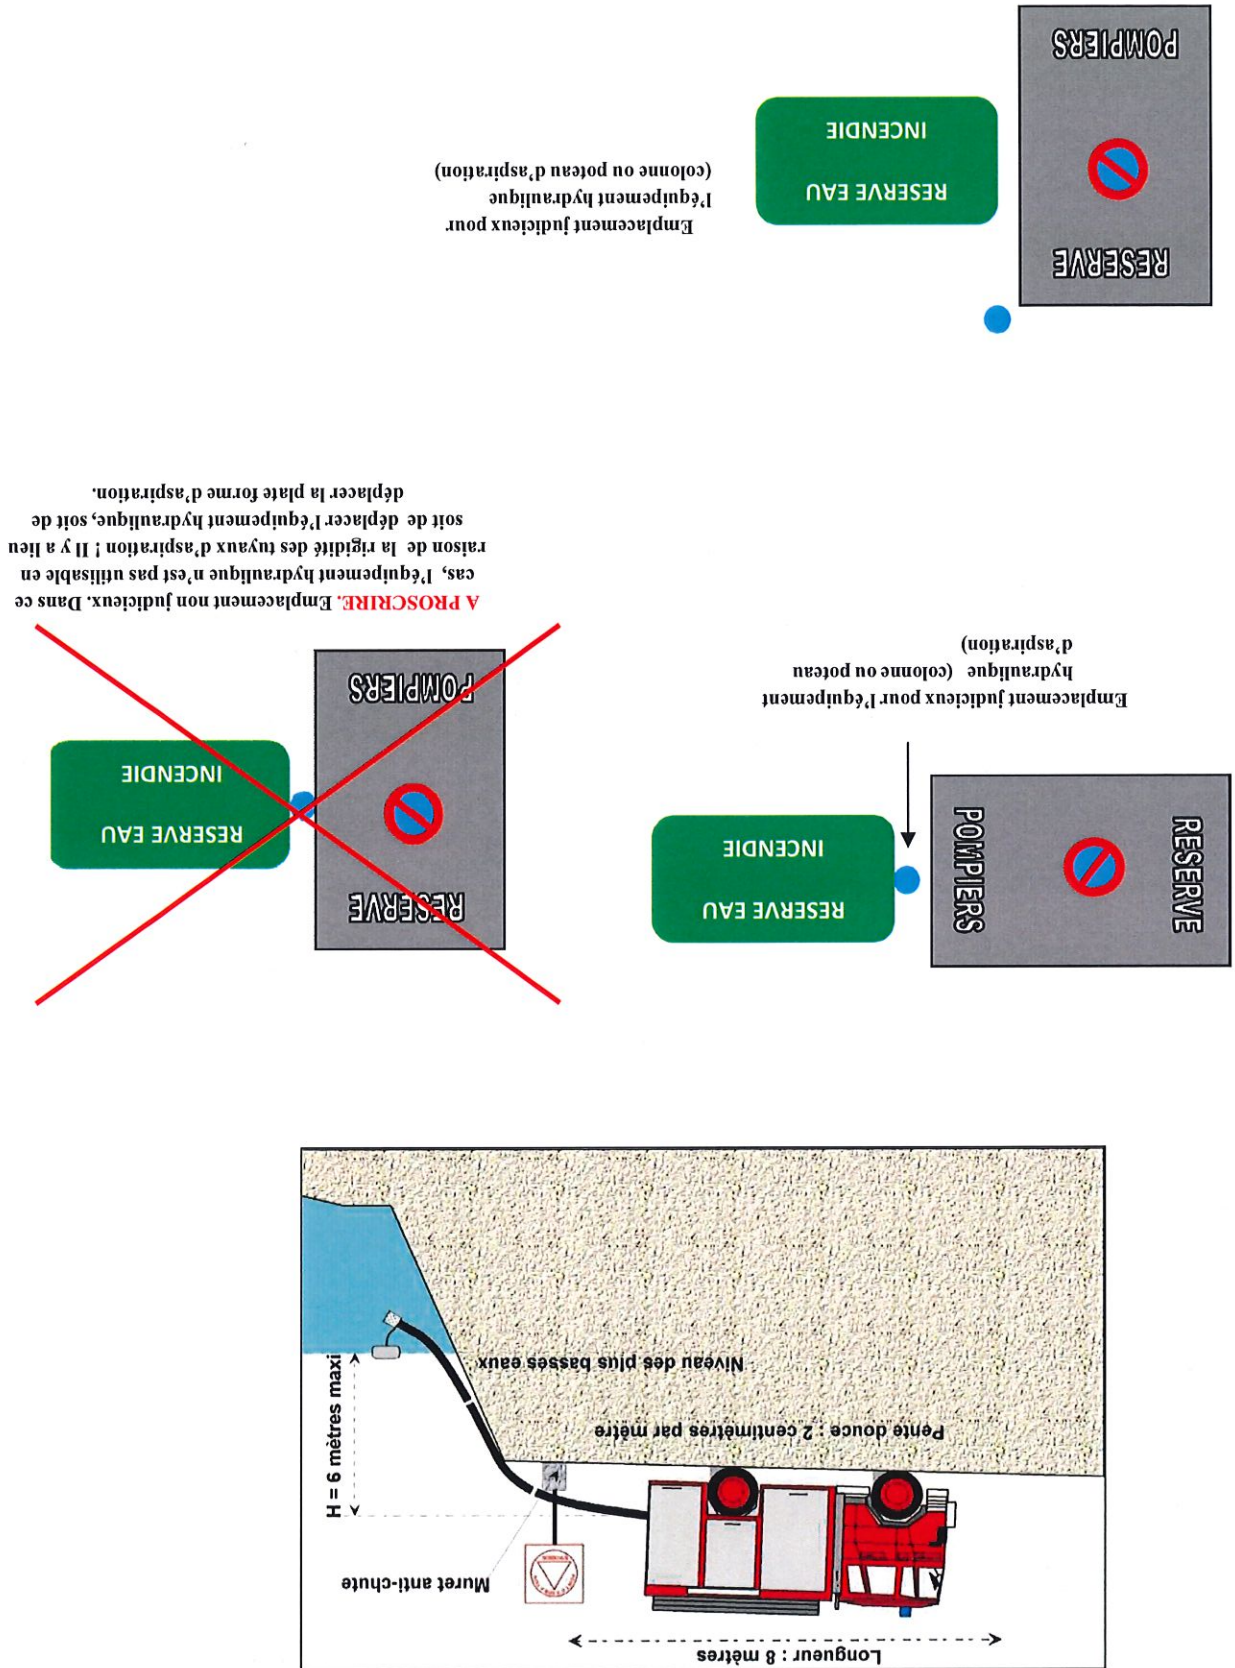 Longueur : 8 mètres
Muret anti-chute
H = 6 mètres maxi
Pente douce : 2 centimètres par mètre
Niveau des plus basses eaux
RESERVE
POMPIERS
RESERVE EAU
INCENDIE
Emplacement judicieux pour l'équipement
hydraulique (colonne ou poteau
d'aspiration)
RESERVE
POMPIERS
RESERVE EAU
INCENDIE
A PROSCRIRE. Emplacement non judicieux. Dans ce
cas, l'équipement hydraulique n'est pas utilisable en
raison de la rigidité des tuyaux d'aspiration ! Il y a lieu
soit de déplacer l'équipement hydraulique, soit de
déplacer la plate forme d'aspiration.
RESERVE
POMPIERS
RESERVE EAU
INCENDIE
Emplacement judicieux pour
l'équipement hydraulique
(colonne ou poteau d'aspiration)